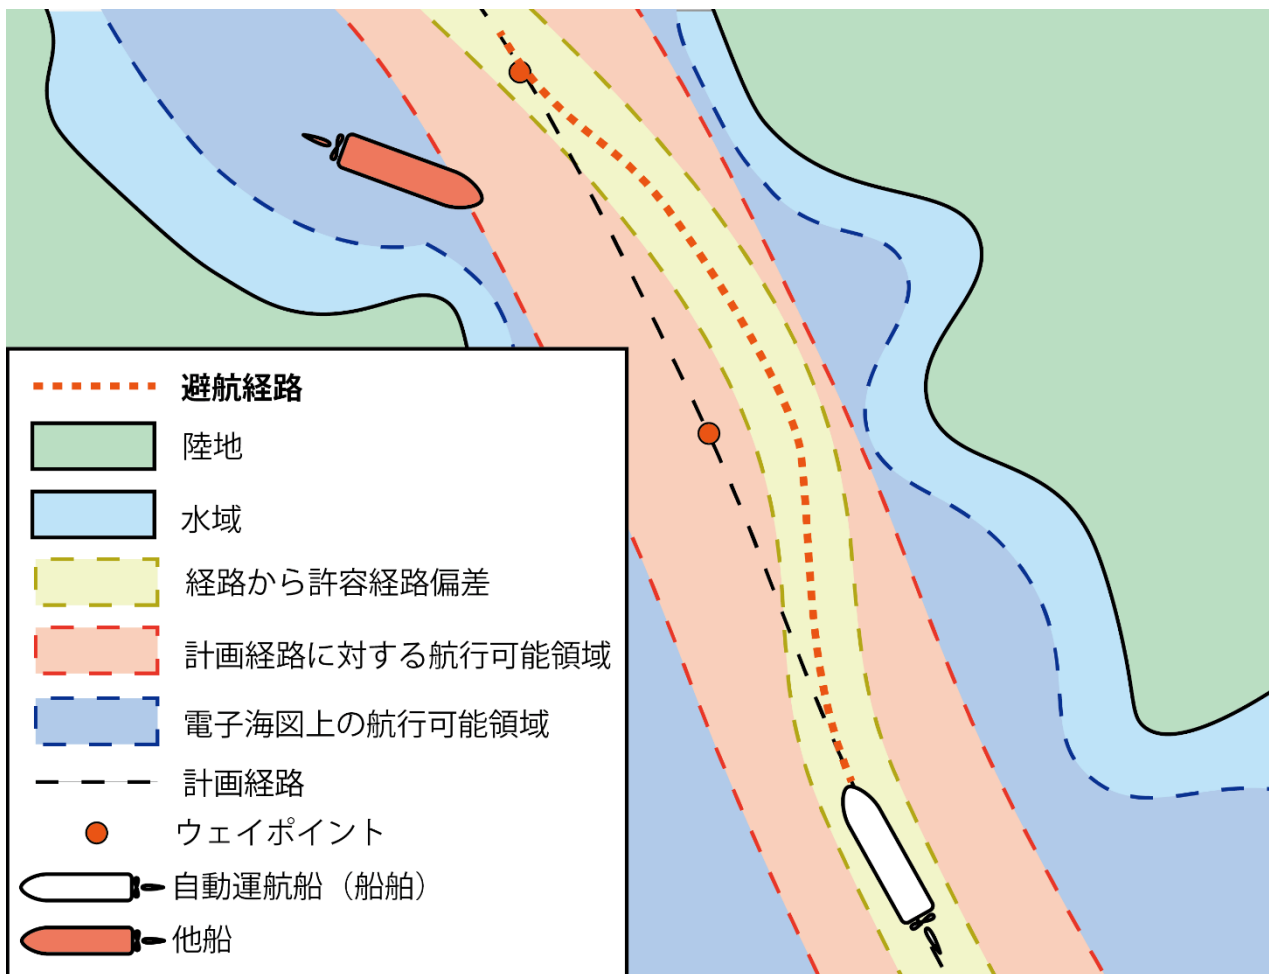 避航経路
陸地
水域
経路から許容経路偏差
計画経路に対する航行可能領域
電子海図上の航行可能領域
計画経路
ウェイポイント
自動運航船（船舶）
他船